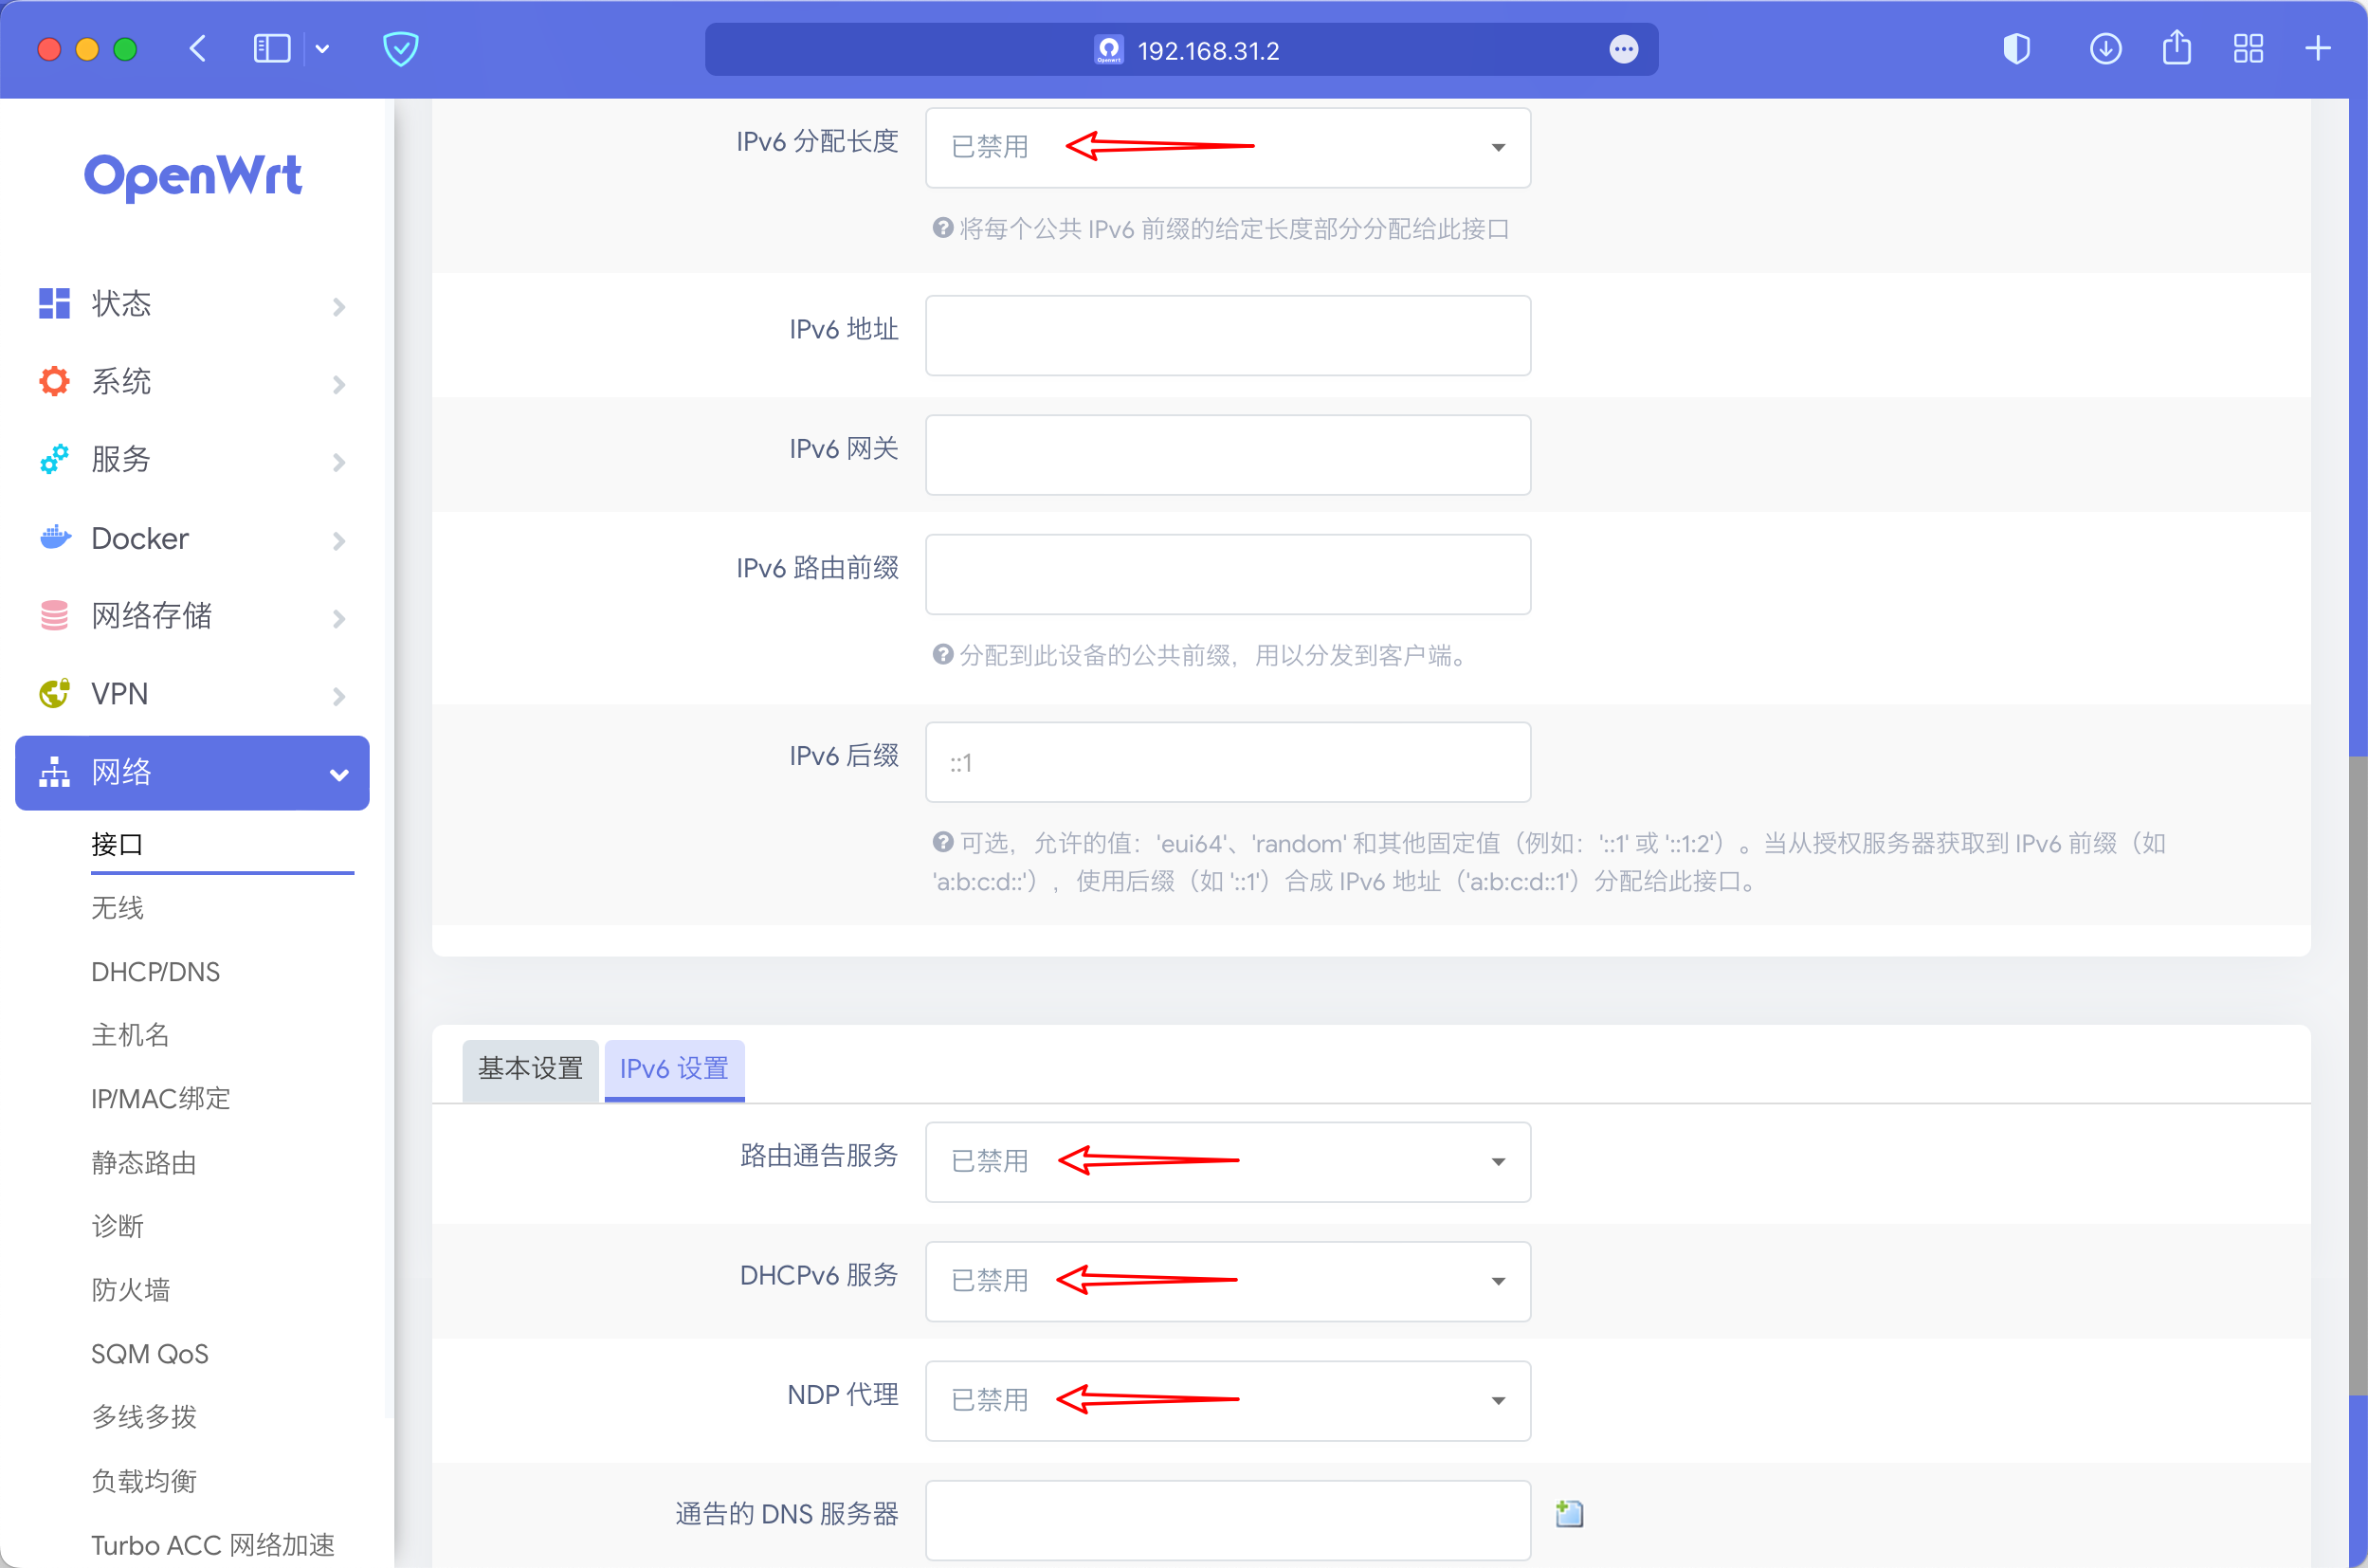 192.168.31.2
OpenWrt
状态
系统
服务
Docker
网络存储
VPN
网络
接口
无线
DHCP/DNS
主机名
IP/MAC绑定
静态路由
诊断
防火墙
SQM QoS
多线多拨
负载均衡
Turbo ACC 网络加速
IPv6 分配长度
已禁用
将每个公共 IPv6 前缀的给定长度部分分配给此接口
IPv6 地址
IPv6 网关
IPv6 路由前缀
分配到此设备的公共前缀，用以分发到客户端。
IPv6 后缀
::1
可选，允许的值：'eui64'、'random' 和其他固定值（例如：'::1' 或 '::1:2'）。当从授权服务器获取到 IPv6 前缀（如
'a:b:c:d::'），使用后缀（如 '::1'）合成 IPv6 地址（'a:b:c:d::1'）分配给此接口。
基本设置
IPv6 设置
路由通告服务
已禁用
DHCPv6 服务
已禁用
NDP 代理
已禁用
通告的 DNS 服务器